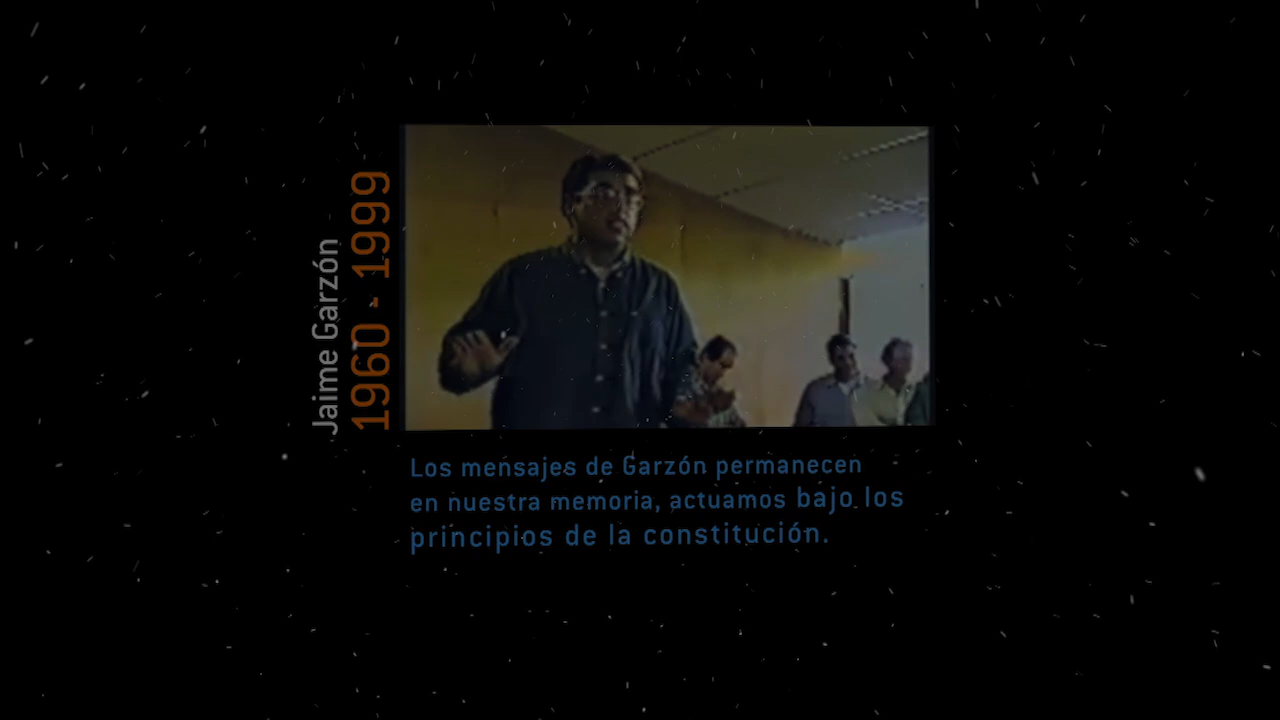 Jaime Garzón
1960 - 1999
Los mensajes de Garzón permanecen
en nuestra memoria, actuamos bajo los
principios de la constitución.